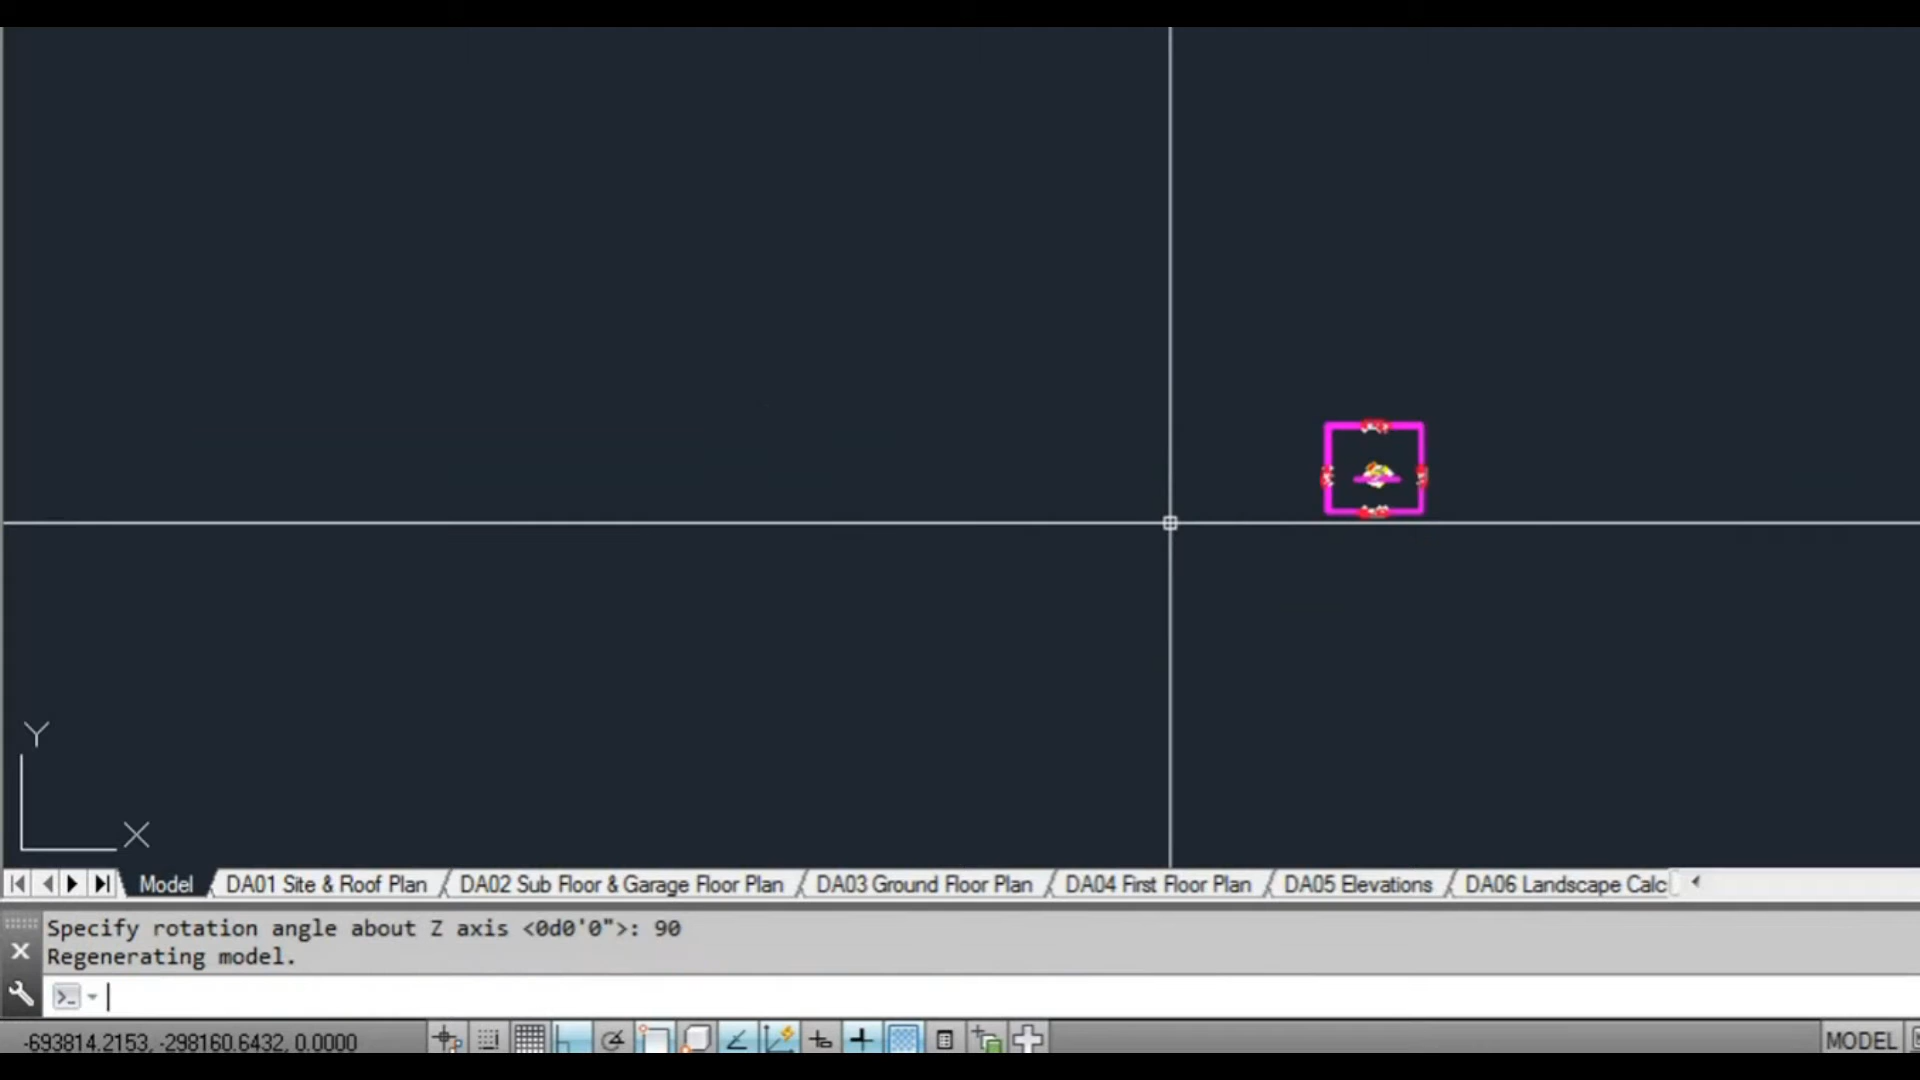 Y
X
Model
DA01 Site & Roof Plan
DA02 Sub Floor & Garage Floor Plan
DA03 Ground Floor Plan
DA04 First Floor Plan
DA05 Elevations
DA06 Landscape Calc
Specify rotation angle about Z axis <0d0'0">: 90
Regenerating model.
-693814.2153, -298160.6432, 0.0000
MODEL